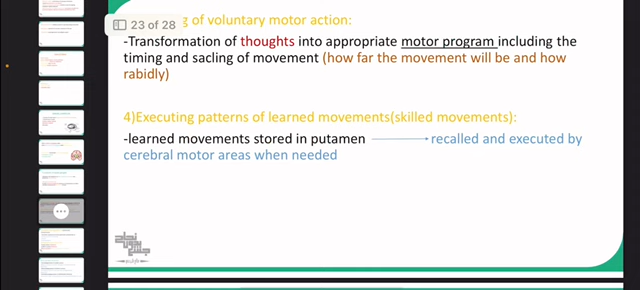 23 of 28
g of voluntary motor action:
-Transformation of thoughts into appropriate motor program including the
timing and sacling of movement (how far the movement will be and how
rabidly)
4)Executing patterns of learned movements(skilled movements):
-learned movements stored in putamen recalled and executed by
cerebral motor areas when needed